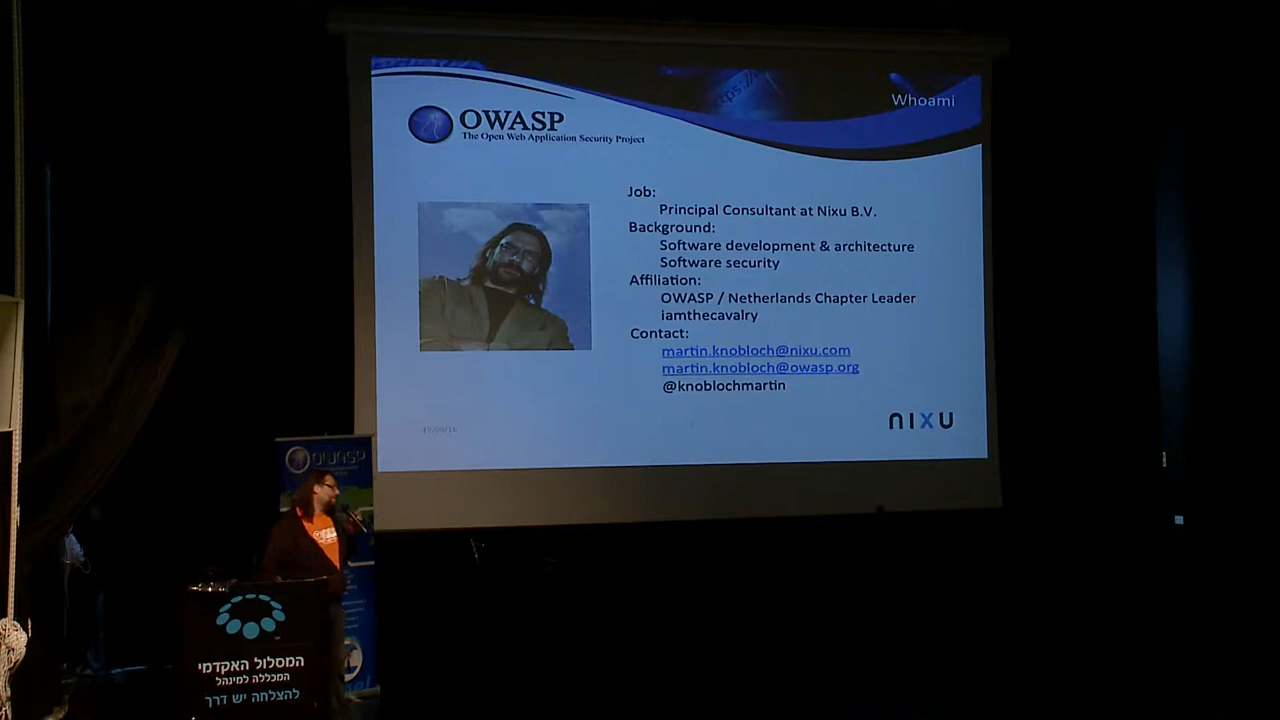 Whoami
OWASP
The Open Web Application Security Project
Job:
Principal Consultant at Nixu B.V.
Background:
Software development & architecture
Software security
Affiliation:
OWASP / Netherlands Chapter Leader
iamthecavalry
Contact:
martin.knobloch@nixu.com
martin.knobloch@owasp.org
@knoblochmartin
NIXU
OWASP
המסלול האקדמי
המכללה למינהל
להצלחה יש דרך